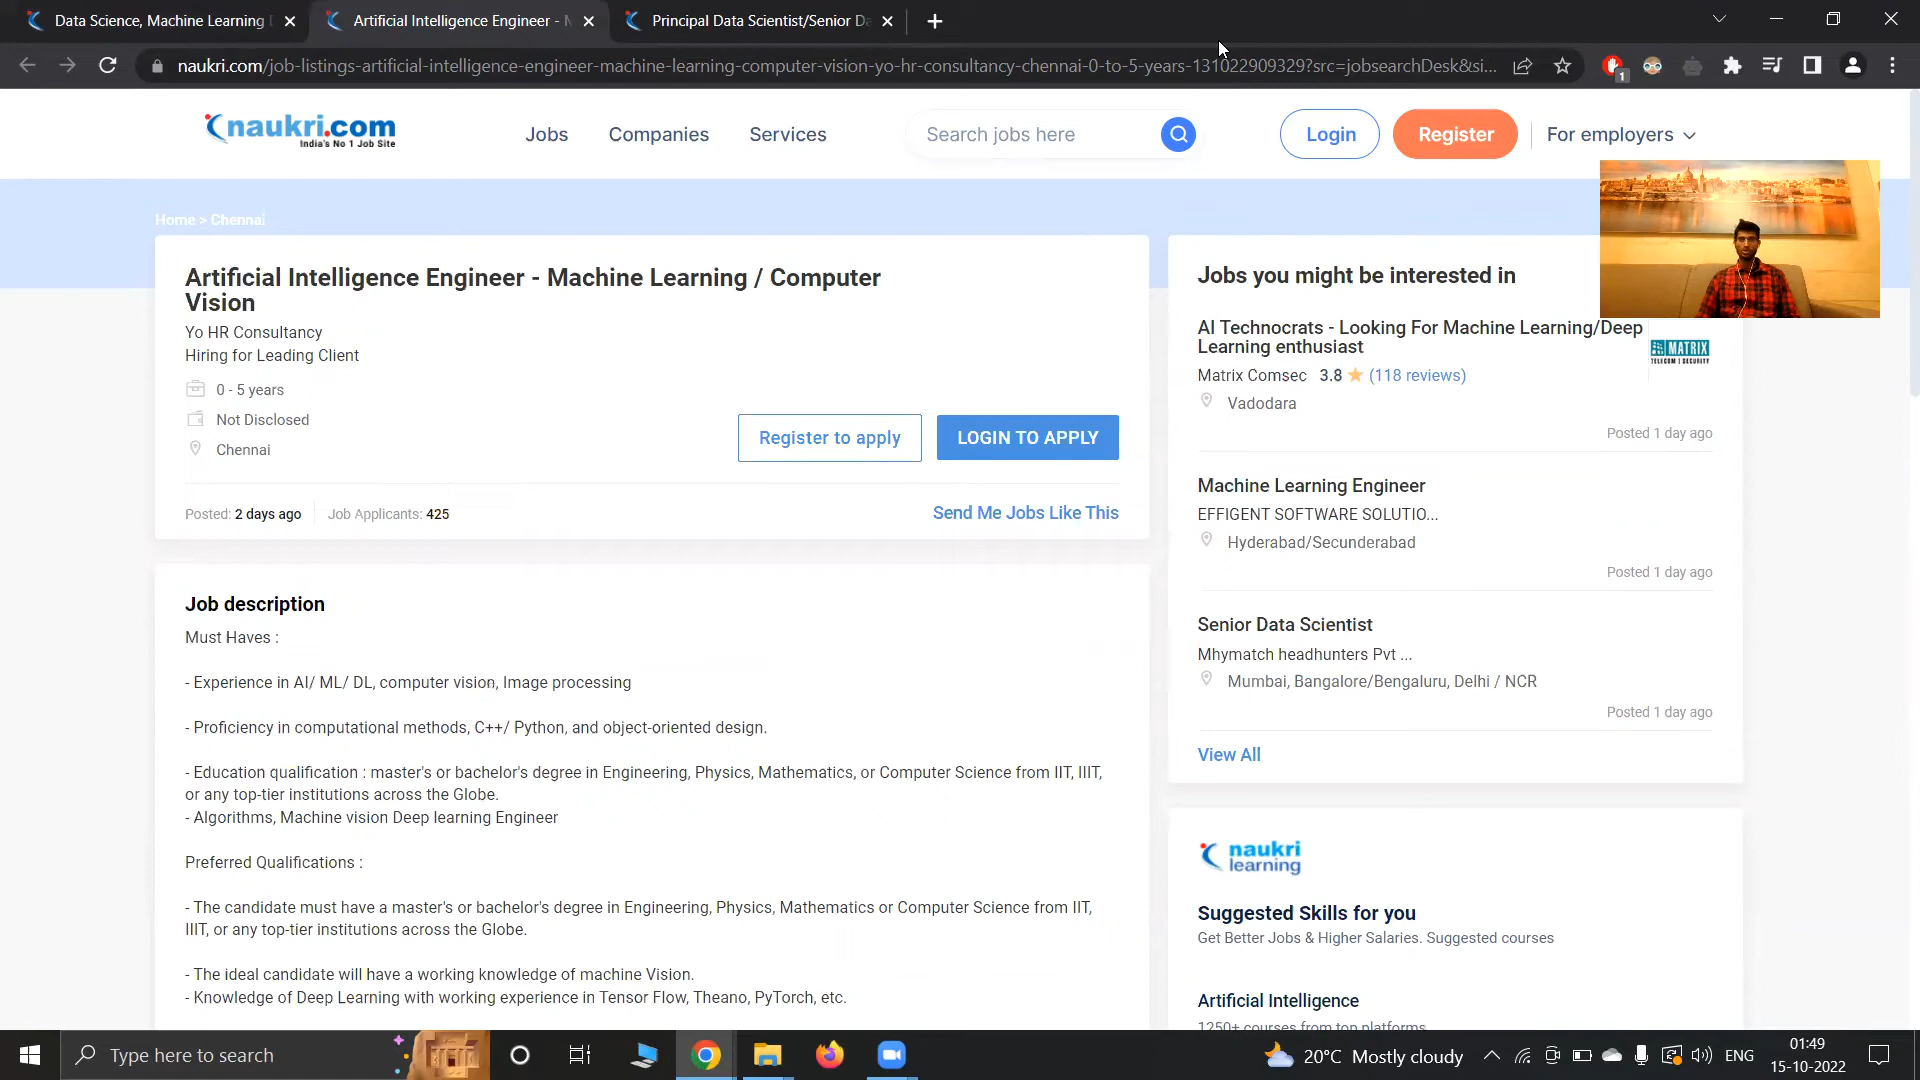 Data Science, Machine Learning
Artificial Intelligence Engineer -
Principal Data Scientist/Senior Da
naukri.com/job-listings-artificial-intelligence-engineer-machine-learning-computer-vision-yo-hr-consultancy-chennai-0-to-5-years-131022909329?src=jobsearchDesk&si...
1
naukri.com
India's No 1 Job Site
Jobs
Companies
Services
Search jobs here
Login
Register
For employers
Home > Chennai
Artificial Intelligence Engineer - Machine Learning / Computer
Vision
Yo HR Consultancy
Hiring for Leading Client
0 - 5 years
Not Disclosed
Chennai
Register to apply
LOGIN TO APPLY
Posted: 2 days ago
Job Applicants: 425
Send Me Jobs Like This
Job description
Must Haves :
- Experience in AI/ ML/ DL, computer vision, Image processing
- Proficiency in computational methods, C++/ Python, and object-oriented design.
- Education qualification : master's or bachelor's degree in Engineering, Physics, Mathematics, or Computer Science from IIT, IIIT,
or any top-tier institutions across the Globe.
- Algorithms, Machine vision Deep learning Engineer
Preferred Qualifications :
- The candidate must have a master's or bachelor's degree in Engineering, Physics, Mathematics or Computer Science from IIT,
IIIT, or any top-tier institutions across the Globe.
- The ideal candidate will have a working knowledge of machine Vision.
- Knowledge of Deep Learning with working experience in Tensor Flow, Theano, PyTorch, etc.
Jobs you might be interested in
AI Technocrats - Looking For Machine Learning/Deep
Learning enthusiast
MATRIX
TELECOM | SECURITY
Matrix Comsec 3.8 (118 reviews)
Vadodara
Posted 1 day ago
Machine Learning Engineer
EFFIGENT SOFTWARE SOLUTIO...
Hyderabad/Secunderabad
Posted 1 day ago
Senior Data Scientist
Mhymatch headhunters Pvt ...
Mumbai, Bangalore/Bengaluru, Delhi / NCR
Posted 1 day ago
View All
naukri
learning
Suggested Skills for you
Get Better Jobs & Higher Salaries. Suggested courses
Artificial Intelligence
1250+ courses from top platforms
Type here to search
20°C Mostly cloudy
ENG
01:49
15-10-2022